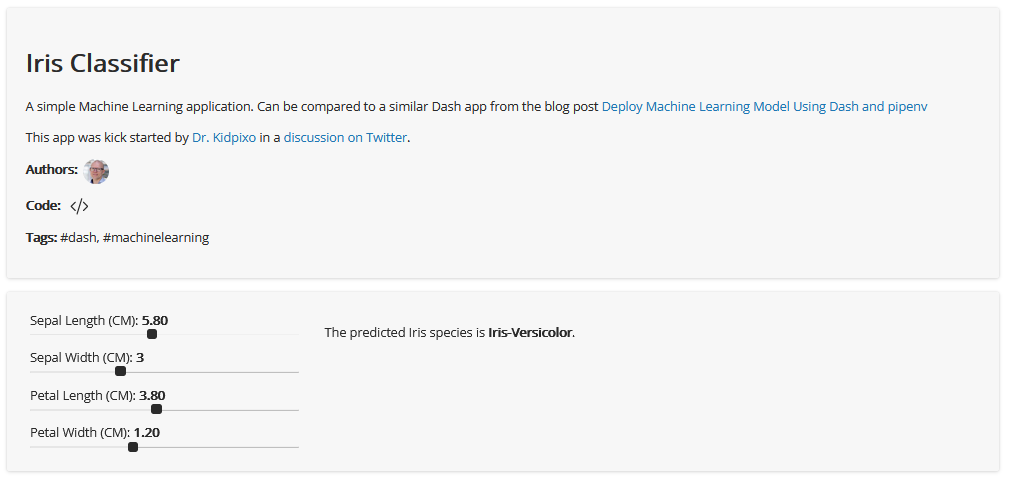 Iris Classifier
A simple Machine Learning application. Can be compared to a similar Dash app from the blog post Deploy Machine Learning Model Using Dash and pipenv
This app was kick started by Dr. Kidpixo in a discussion on Twitter.
Authors:
Code: </>
Tags: #dash, #machinelearning
Sepal Length (CM): 5.80
The predicted Iris species is Iris-Versicolor.
Sepal Width (CM): 3
Petal Length (CM): 3.80
Petal Width (CM): 1.20